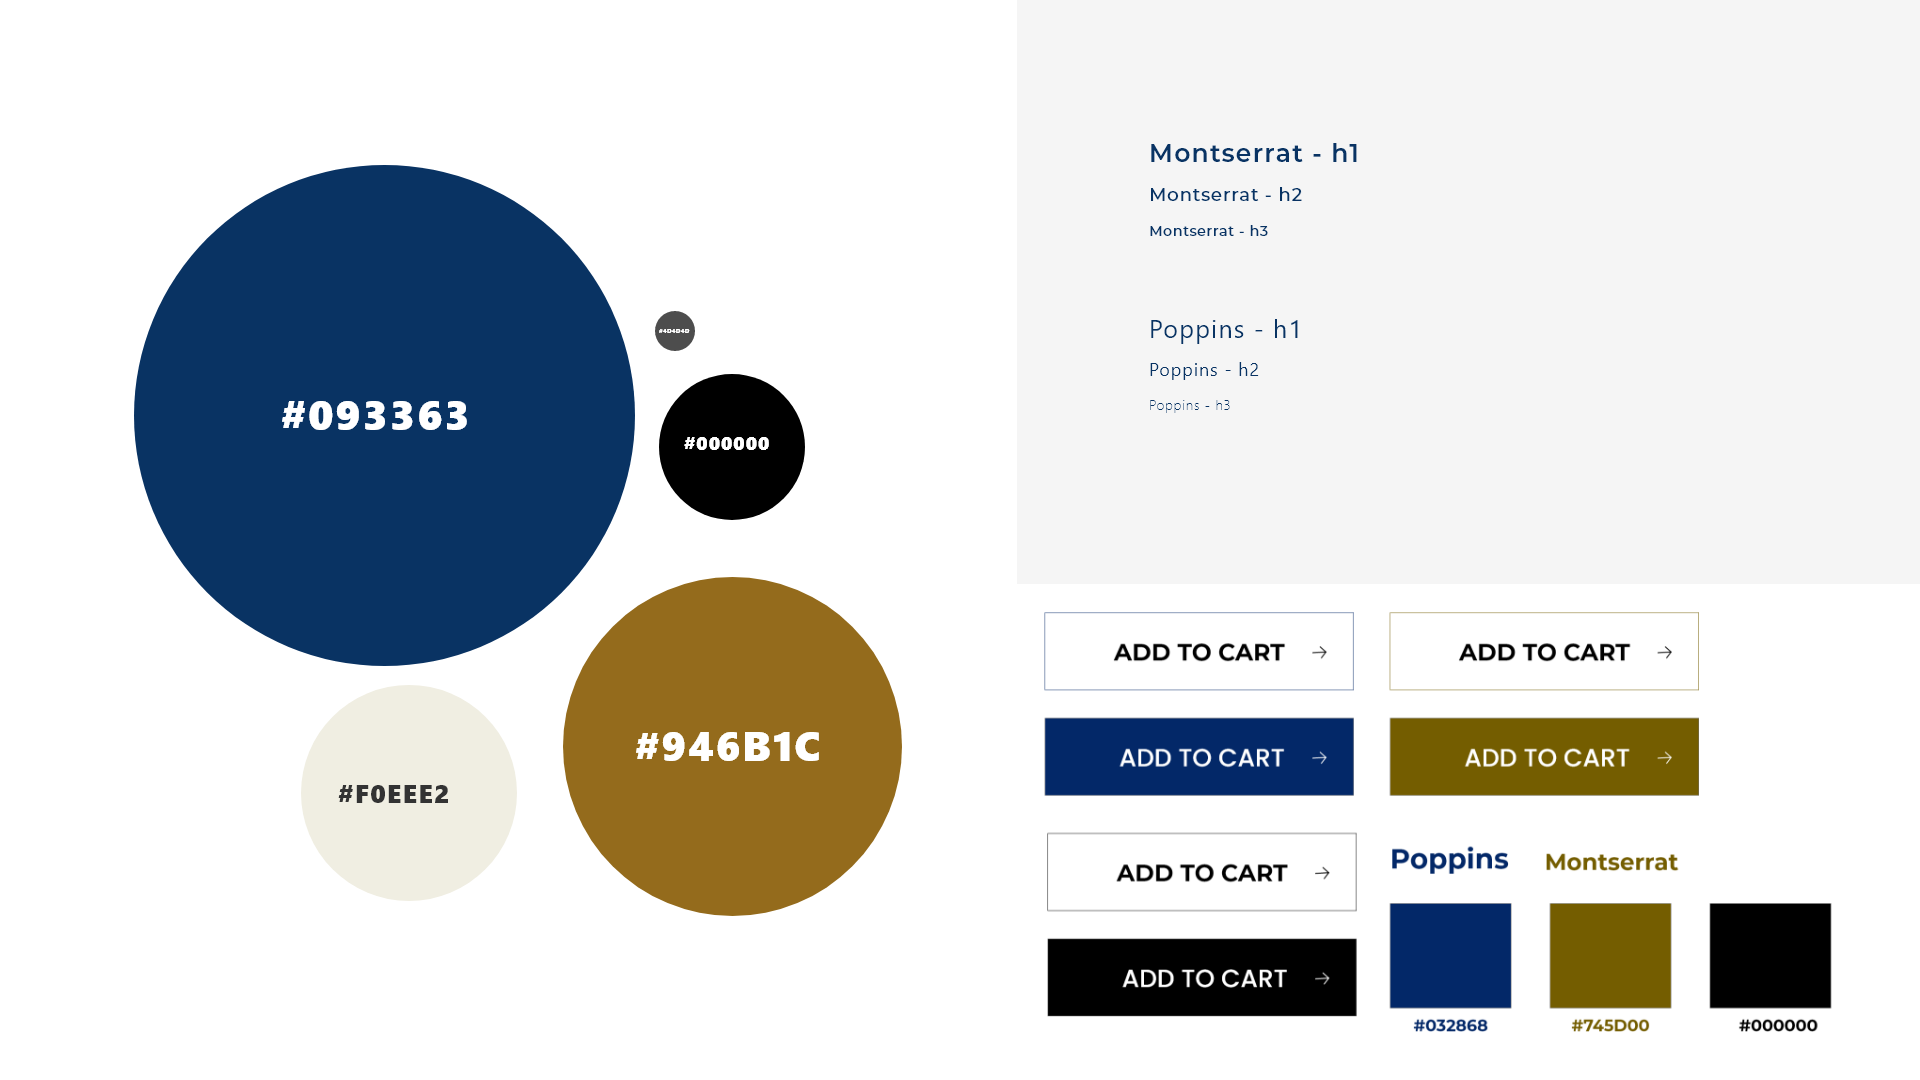 #093363
#4D4B4B
#000000
#F0EEE2
#946B1C
Montserrat - h1
Montserrat - h2
Montserrat - h3
Poppins - h1
Poppins - h2
Poppins - h3
ADD TO CART →
ADD TO CART →
ADD TO CART →
ADD TO CART →
ADD TO CART →
ADD TO CART →
Poppins
Montserrat
#032868
#745D00
#000000